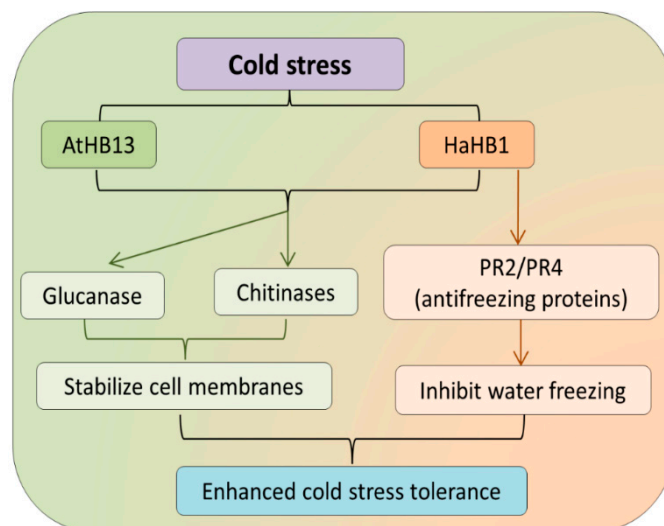 Cold stress
AtHB13
HaHB1
Glucanase
Chitinases
PR2/PR4
(antifreezing proteins)
Stabilize cell membranes
Inhibit water freezing
Enhanced cold stress tolerance